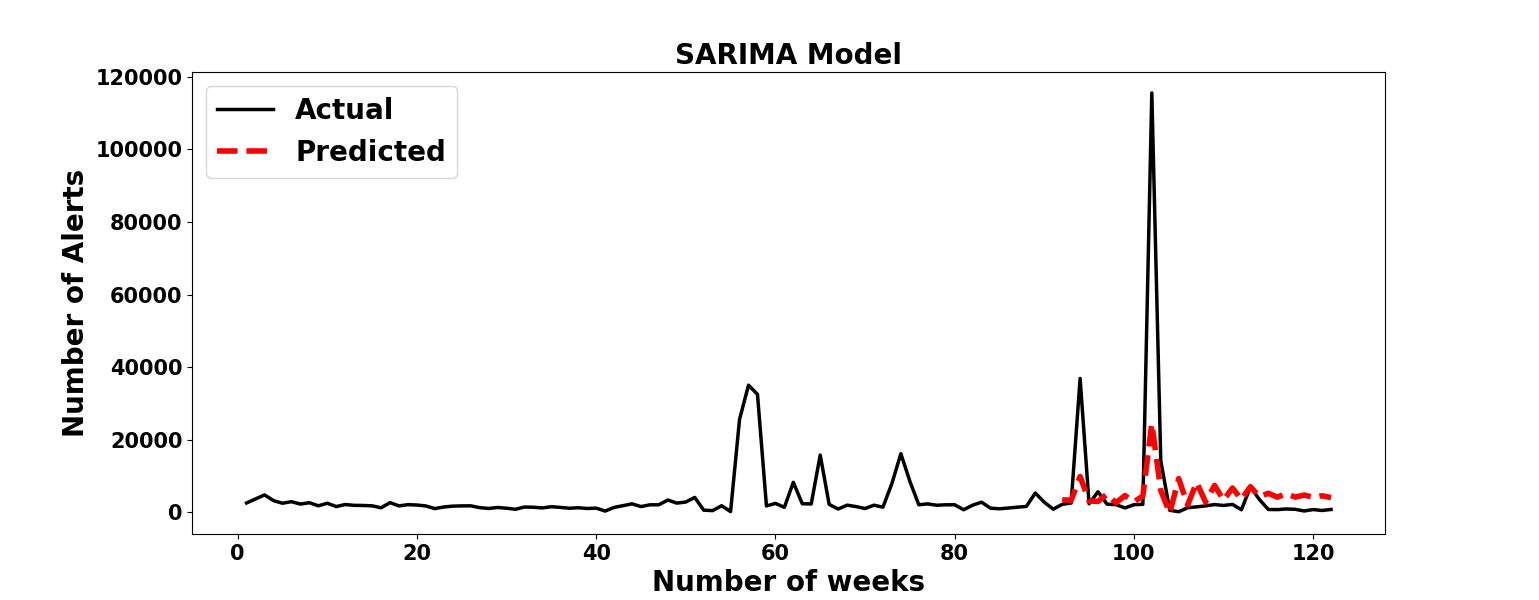 SARIMA Model
Number of Alerts
120000
100000
80000
60000
40000
20000
0
Actual
Predicted
0 20 40 60 80 100 120
Number of weeks